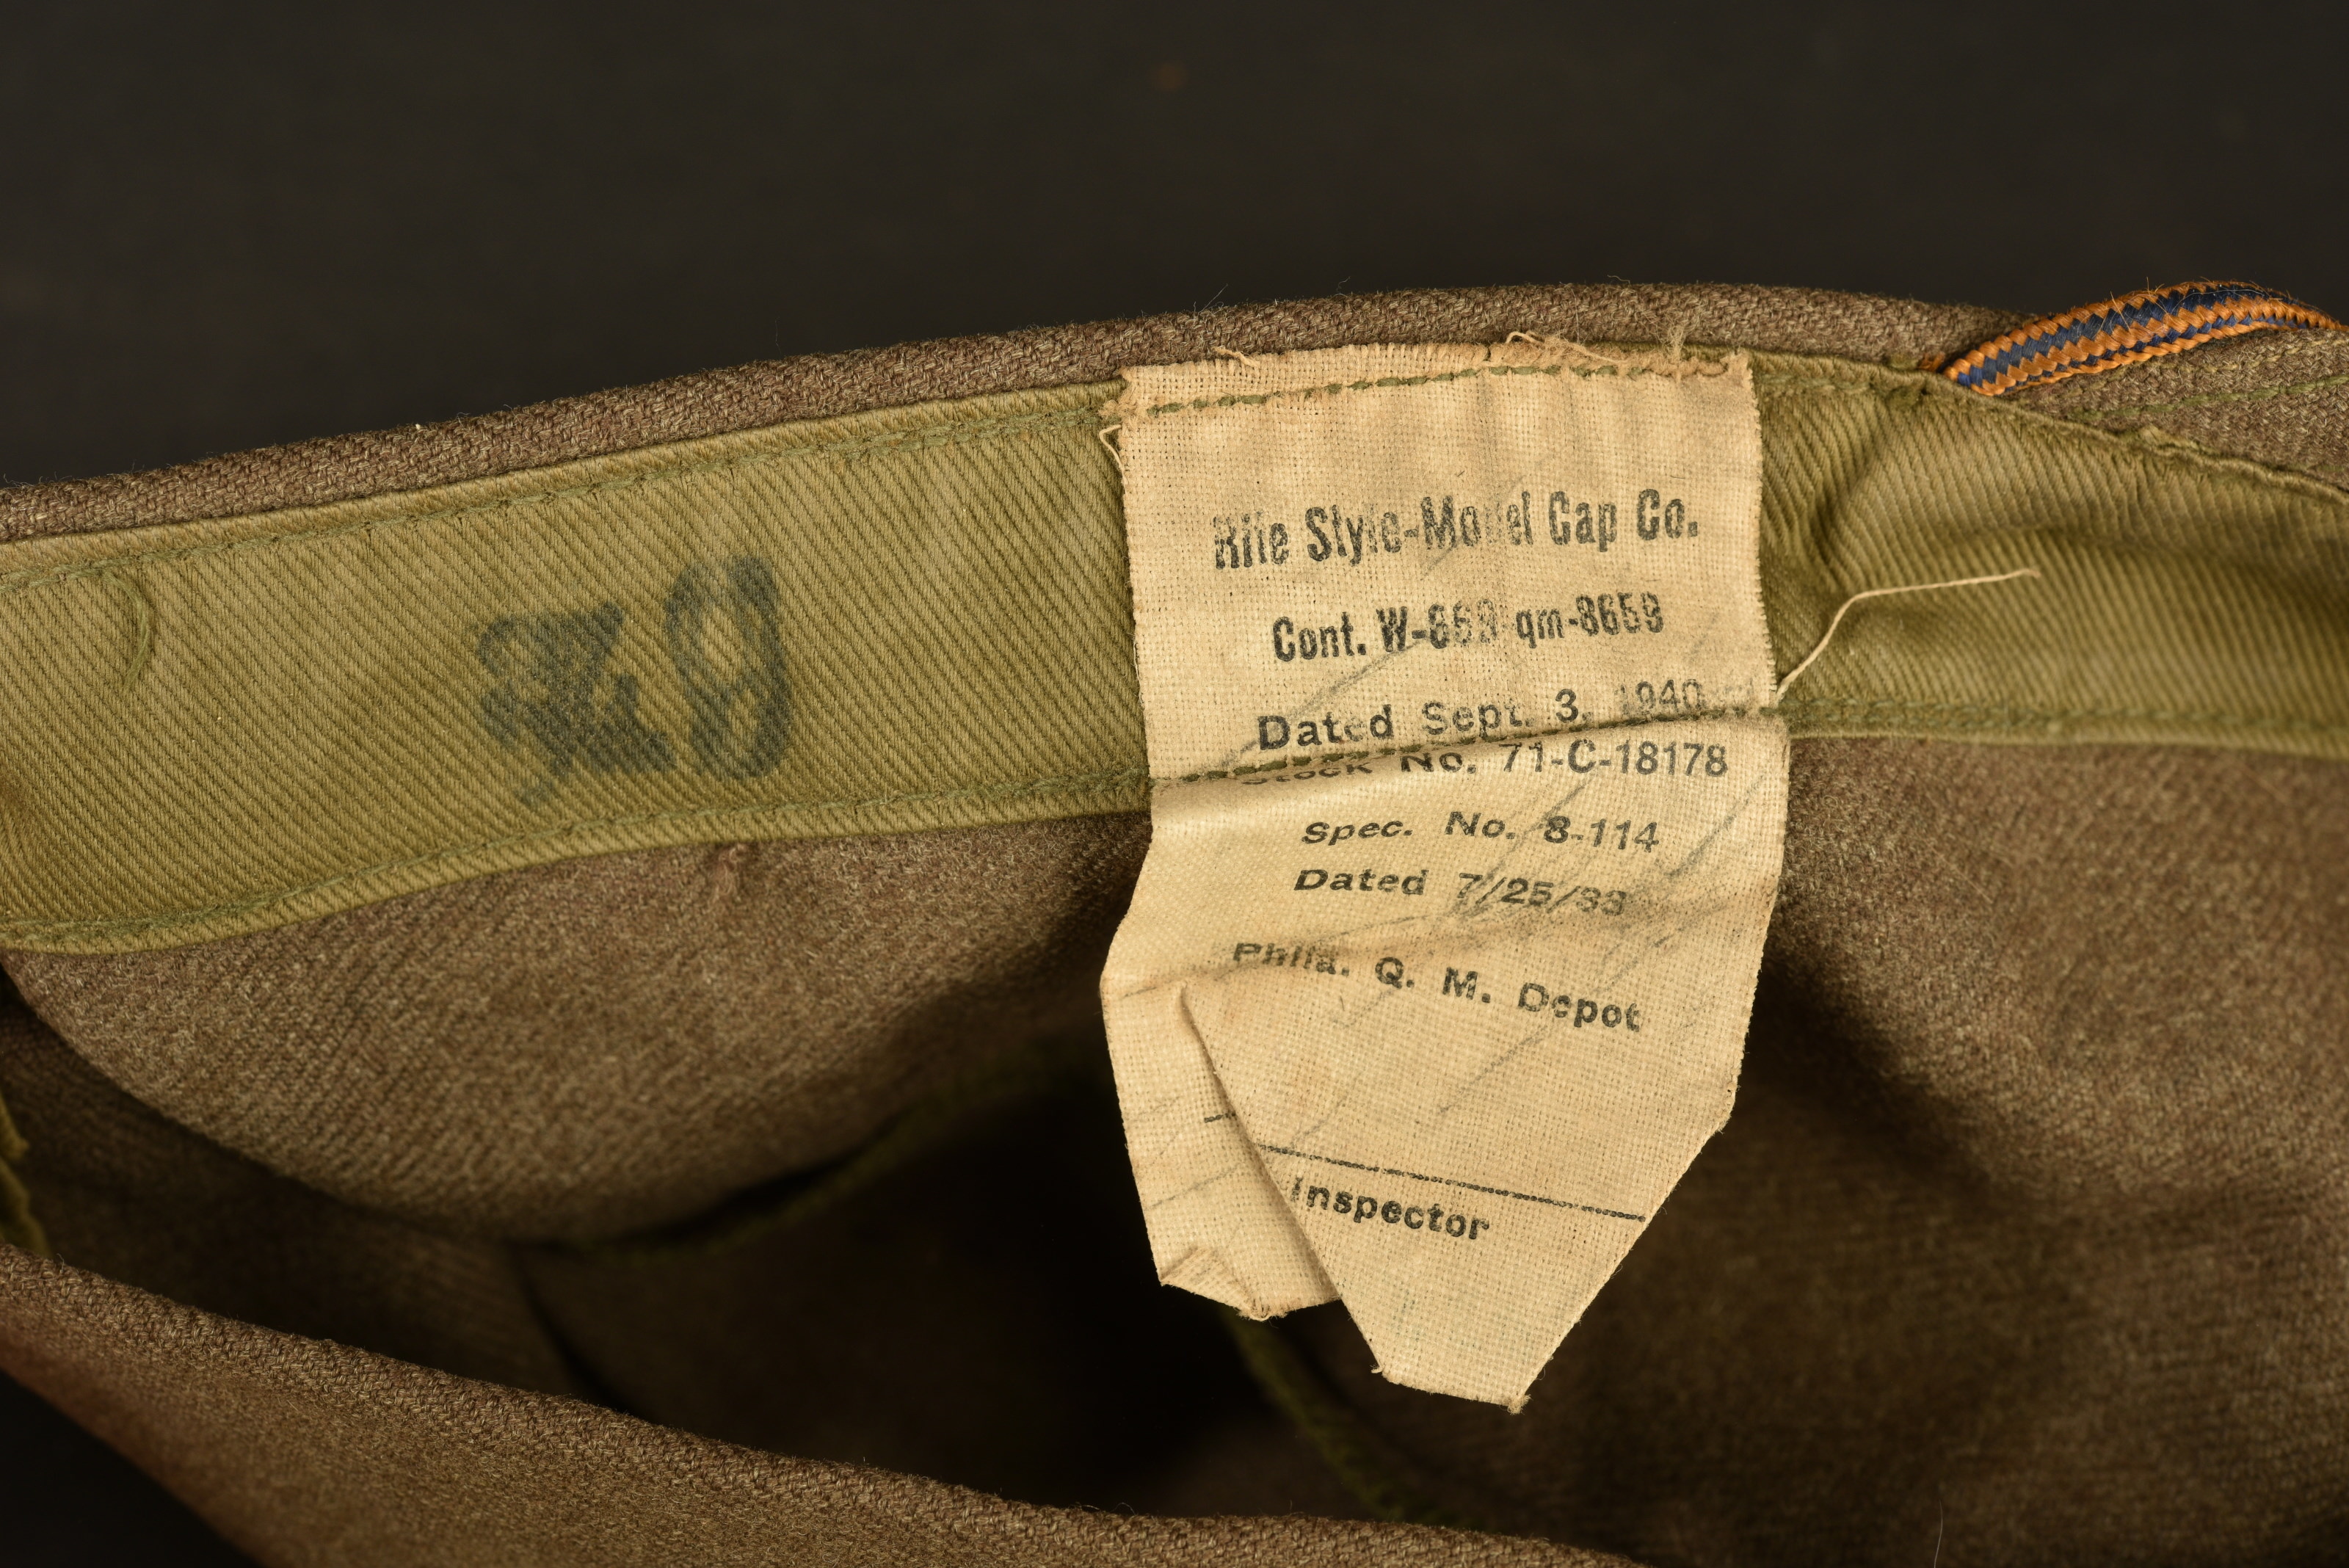 Rite Style-Model Cap Co.
Cont. W-669 qm-8659
Dated Sept. 3, 1940
Stock No. 71-C-18178
Spec. No. 8-114
Dated 7/25/33
Phila. Q. M. Depot
Inspector